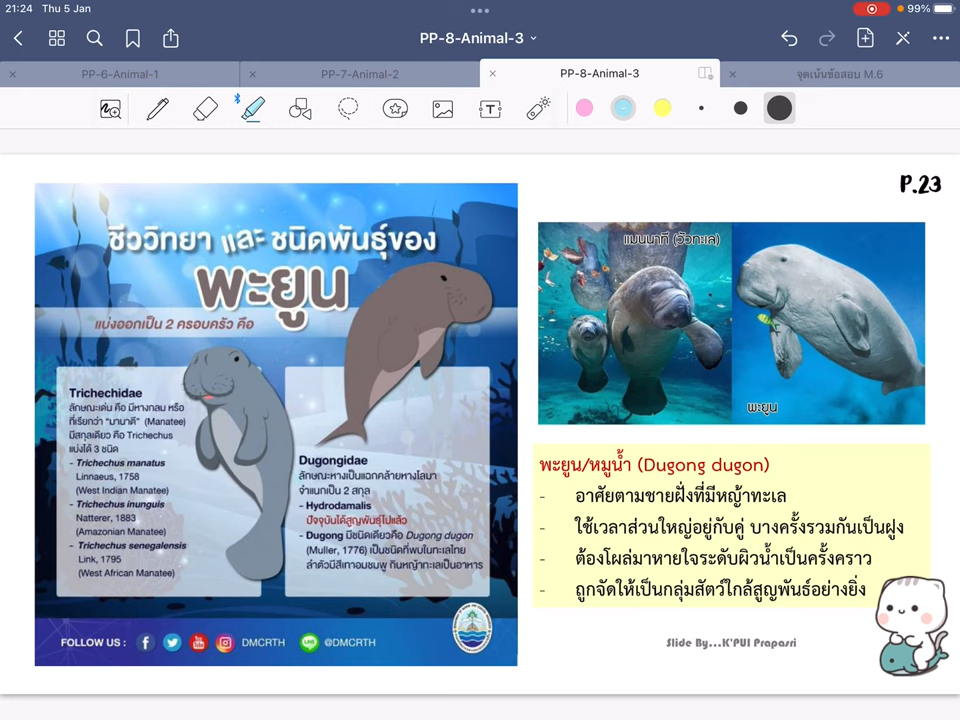 21:24 Thu 5 Jan
99%
PP-8-Animal-3
PP-6-Animal-1
PP-7-Animal-2
PP-8-Animal-3
จุดเน้นข้อสอบ M.6
P.23
ชีววิทยา และ ชนิดพันธุ์ของ
พะยูน
แบ่งออกเป็น 2 ครอบครัว คือ
Trichechidae
ลักษณะเด่น คือ มีหางกลม หรือ
ที่เรียกว่า "มานาตี" (Manatee)
มีสกุลเดียว คือ Trichechus
แบ่งได้ 3 ชนิด
- Trichechus manatus
Linnaeus, 1758
(West Indian Manatee)
- Trichechus inunguis
Natterer, 1883
(Amazonian Manatee)
- Trichechus senegalensis
Link, 1795
(West African Manatee)
Dugongidae
ลักษณะหางเป็นแฉกคล้ายหางโลมา
จำแนกเป็น 2 สกุล
- Hydrodamalis
ปัจจุบันได้สูญพันธุ์ไปแล้ว
- Dugong มีชนิดเดียวคือ Dugong dugon
(Muller, 1776) เป็นชนิดที่พบในทะเลไทย
ลำตัวมีสีเทาอมชมพู กินหญ้าทะเลเป็นอาหาร
FOLLOW US : DMCRTH @DMCRTH
แมนนาที (วัวทะเล)
พะยูน
พะยูน/หมูน้ำ (Dugong dugon)
- อาศัยตามชายฝั่งที่มีหญ้าทะเล
- ใช้เวลาส่วนใหญ่อยู่กับคู่ บางครั้งรวมกันเป็นฝูง
- ต้องโผล่มาหายใจระดับผิวน้ำเป็นครั้งคราว
- ถูกจัดให้เป็นกลุ่มสัตว์ใกล้สูญพันธ์อย่างยิ่ง
Slide By...K'PUI Prapasri